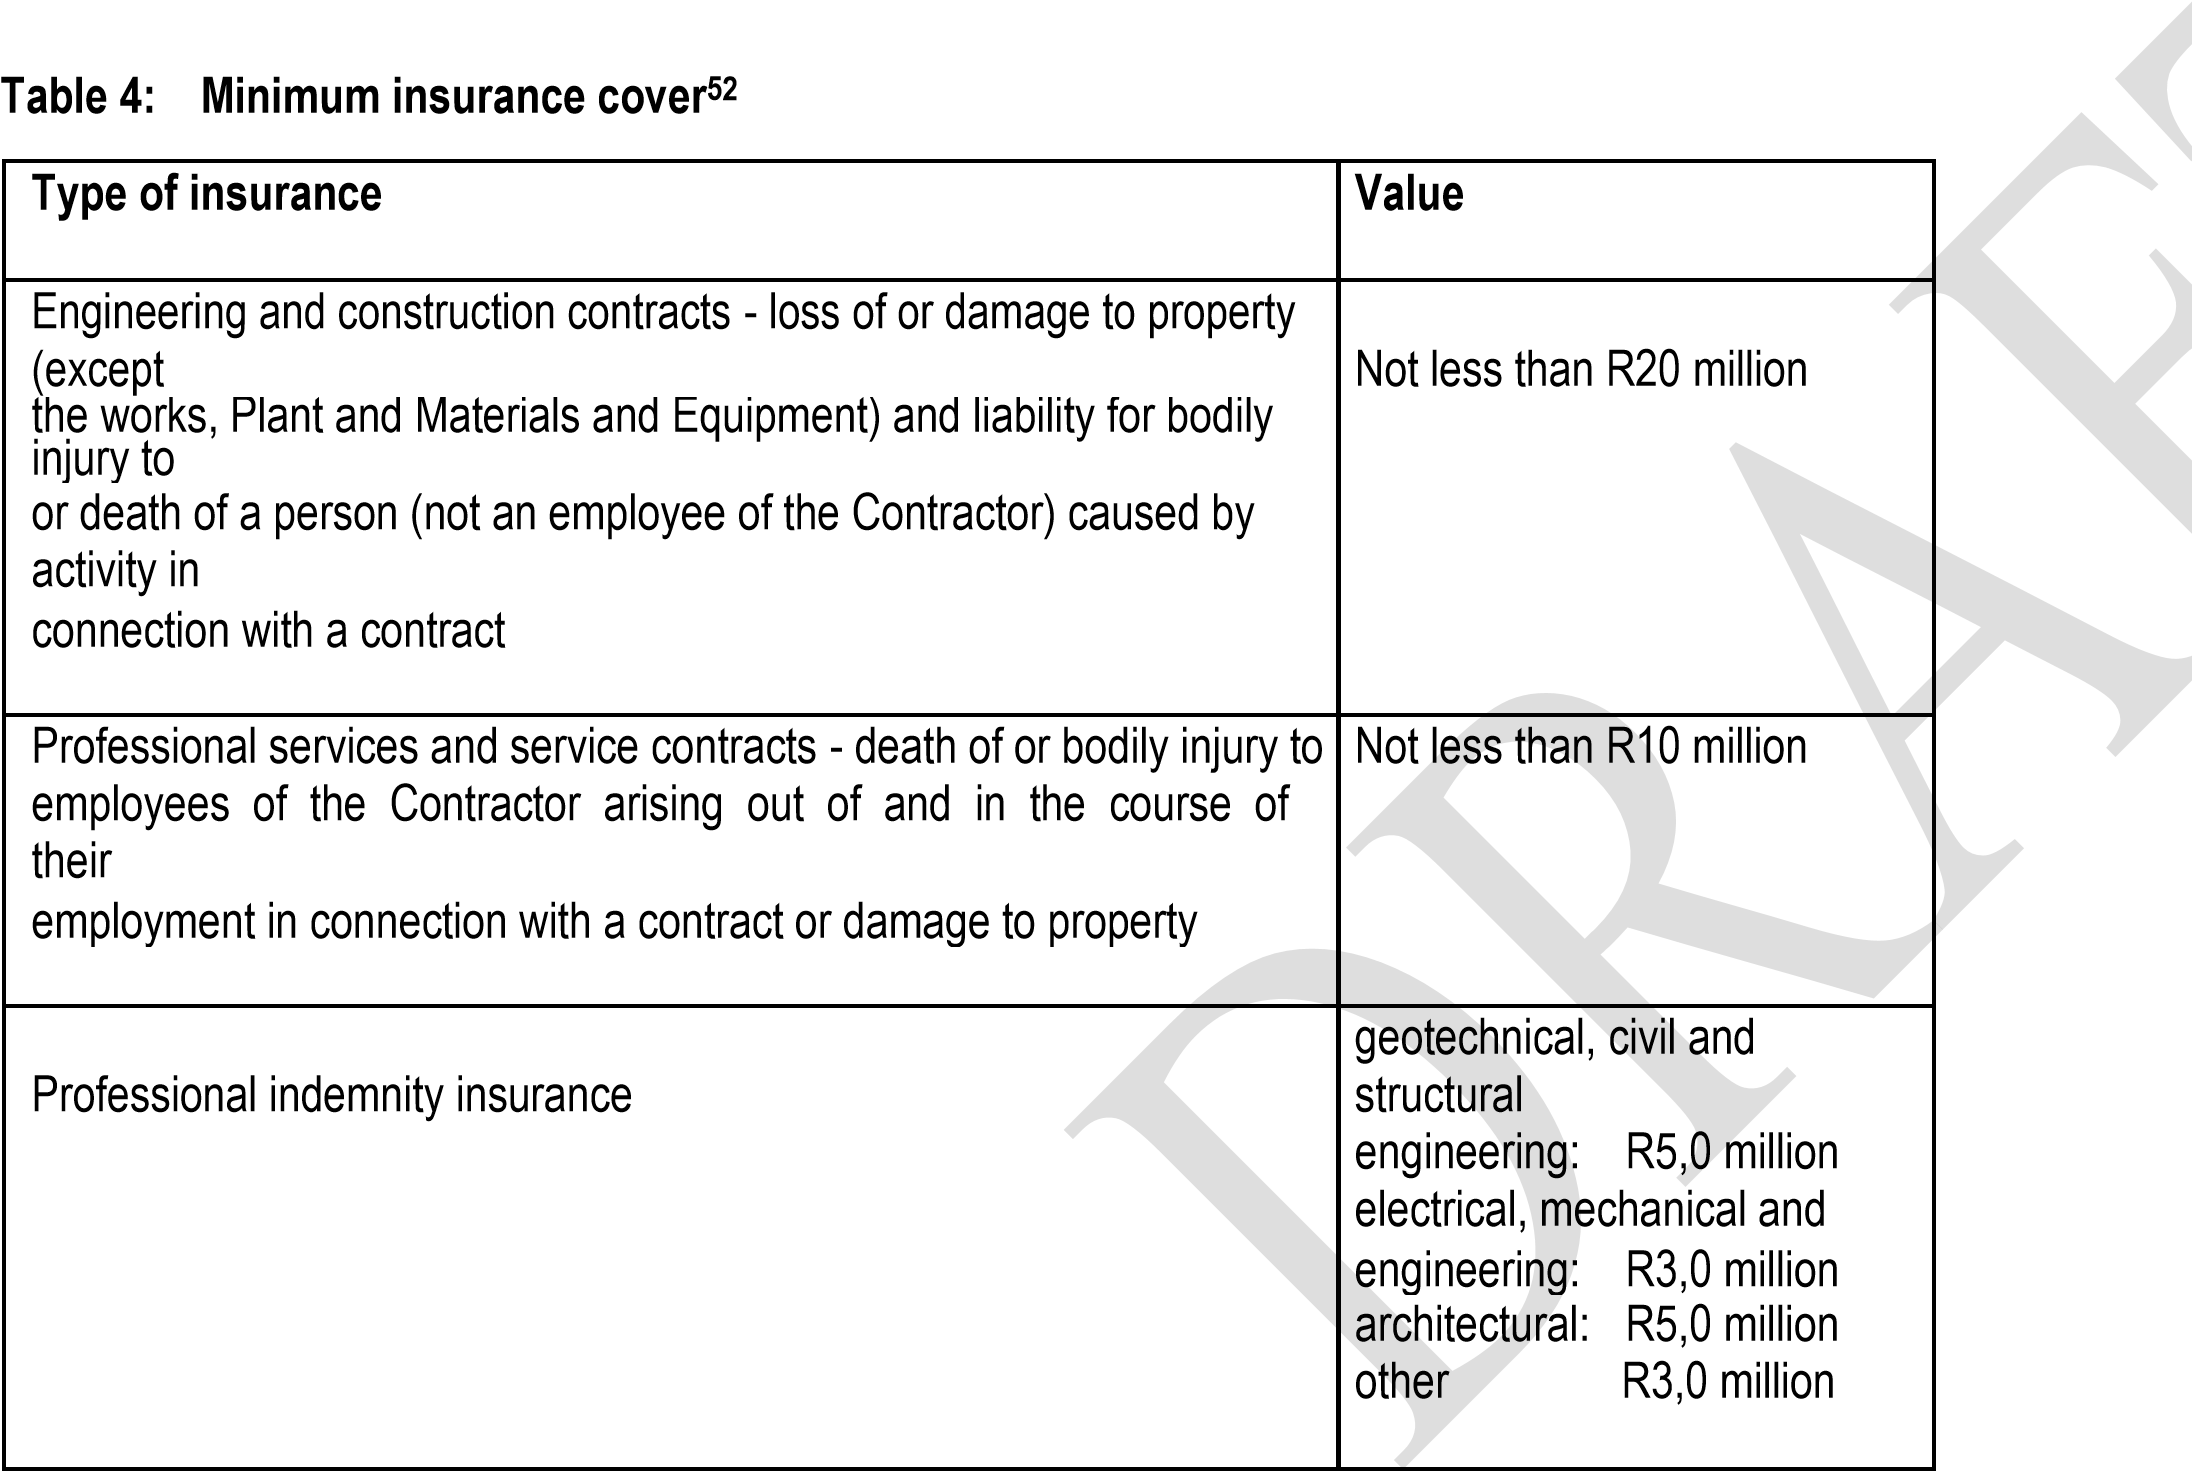 Table 4: Minimum insurance cover52
Type of insurance
Value
Engineering and construction contracts - loss of or damage to property
(except
the works, Plant and Materials and Equipment) and liability for bodily
injury to
or death of a person (not an employee of the Contractor) caused by
activity in
connection with a contract
Not less than R20 million
Professional services and service contracts - death of or bodily injury to
employees of the Contractor arising out of and in the course of
their
employment in connection with a contract or damage to property
Not less than R10 million
Professional indemnity insurance
geotechnical, civil and
structural
engineering: R5,0 million
electrical, mechanical and
engineering: R3,0 million
architectural: R5,0 million
other R3,0 million
DRAFT